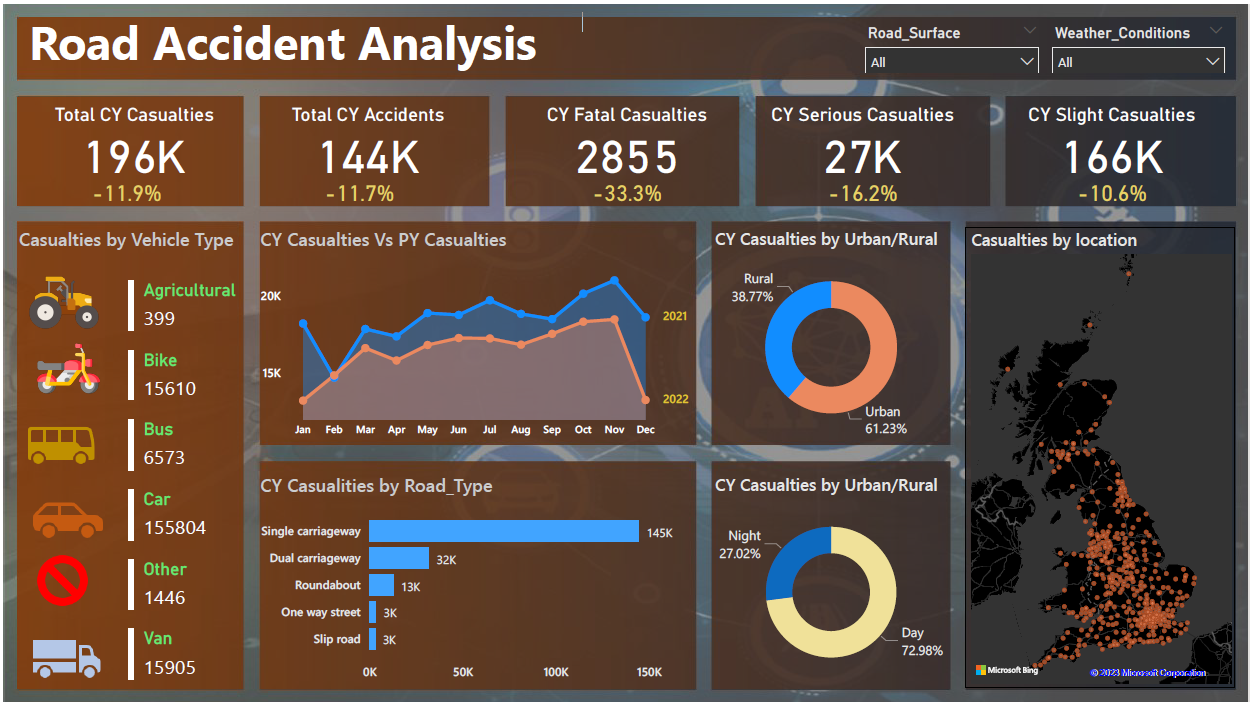 Road Accident Analysis
Road_Surface
All
Weather_Conditions
All
Total CY Casualties
196K
-11.9%
Total CY Accidents
144K
-11.7%
CY Fatal Casualties
2855
-33.3%
CY Serious Casualties
27K
-16.2%
CY Slight Casualties
166K
-10.6%
Casualties by Vehicle Type
Agricultural
399
Bike
15610
Bus
6573
Car
155804
Other
1446
Van
15905
CY Casualties Vs PY Casualties
20K
15K
2021
2022
Jan Feb Mar Apr May Jun Jul Aug Sep Oct Nov Dec
CY Casualities by Road_Type
Single carriageway 145K
Dual carriageway 32K
Roundabout 13K
One way street 3K
Slip road 3K
0K 50K 100K 150K
CY Casualties by Urban/Rural
Rural
38.77%
Urban
61.23%
CY Casualties by Urban/Rural
Night
27.02%
Day
72.98%
Casualties by location
Microsoft Bing
© 2023 Microsoft Corporation